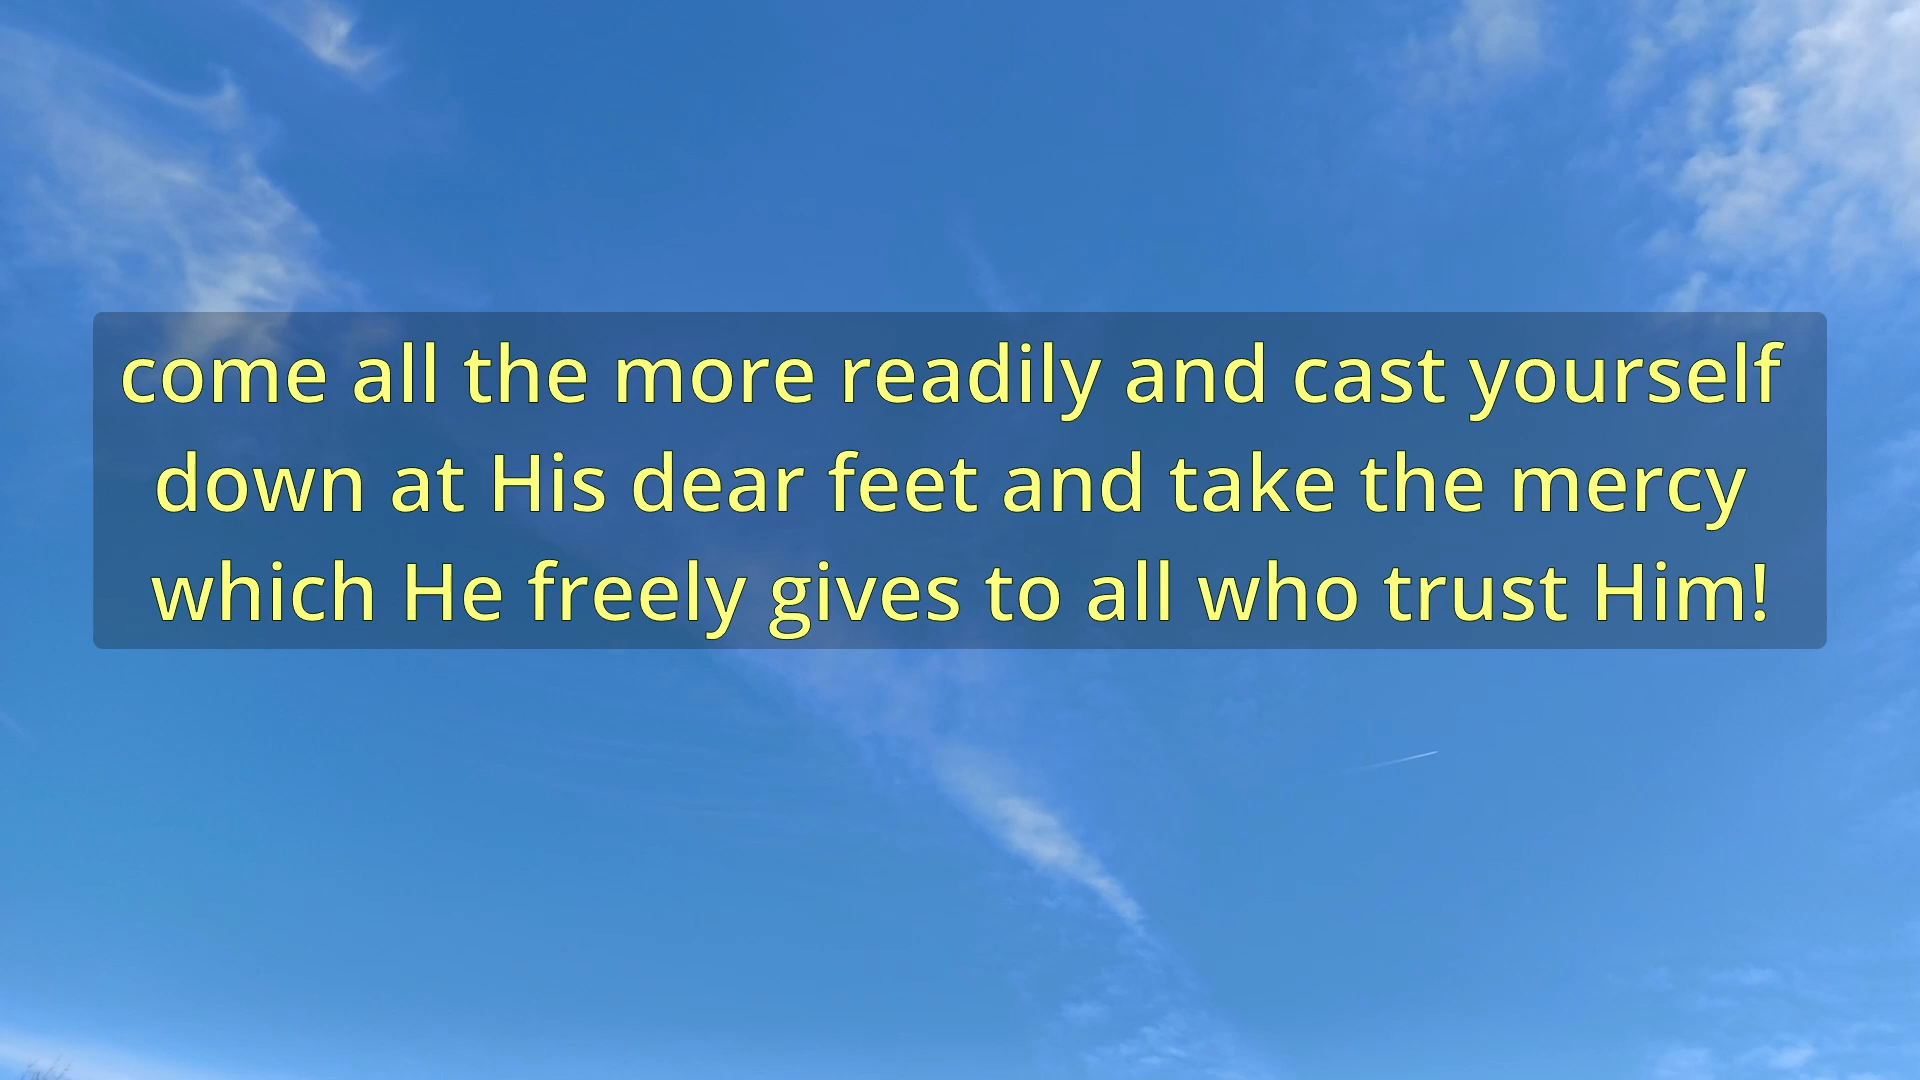 come all the more readily and cast yourself
down at His dear feet and take the mercy
which He freely gives to all who trust Him!